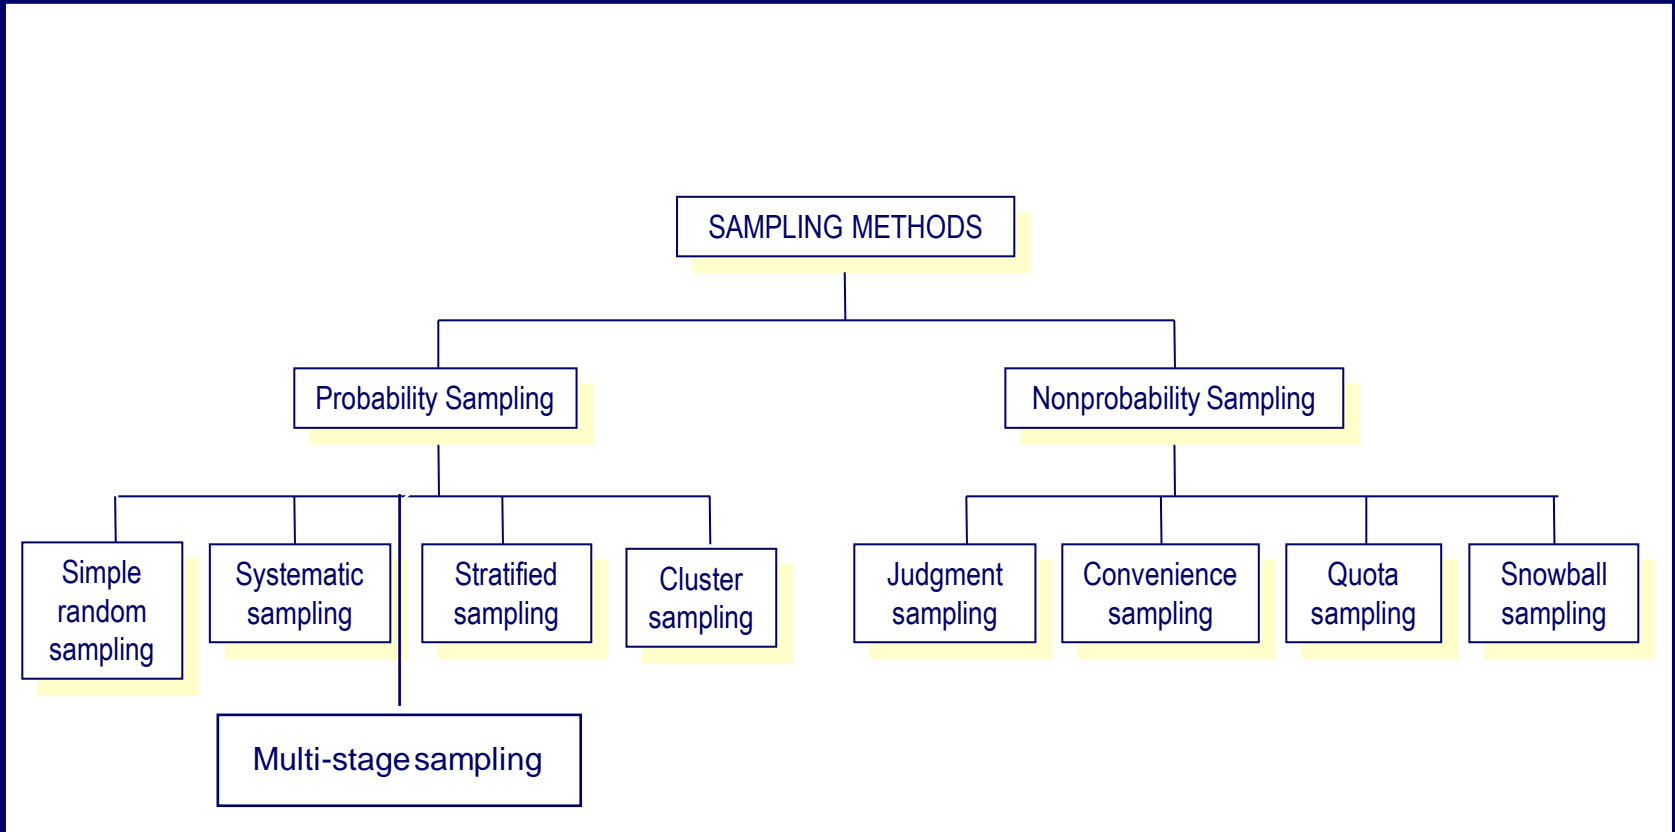 SAMPLING METHODS
Probability Sampling
Nonprobability Sampling
Simple
random
sampling
Systematic
sampling
Stratified
sampling
Cluster
sampling
Judgment
sampling
Convenience
sampling
Quota
sampling
Snowball
sampling
Multi-stage sampling